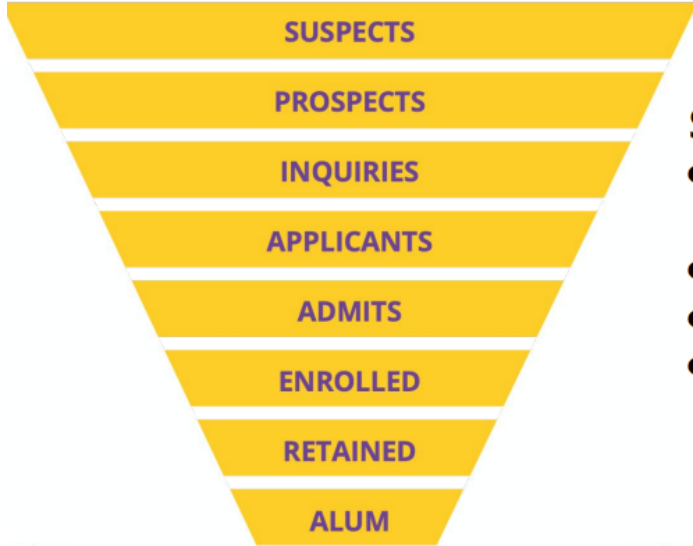 SUSPECTS
PROSPECTS
INQUIRIES
APPLICANTS
ADMITS
ENROLLED
RETAINED
ALUM